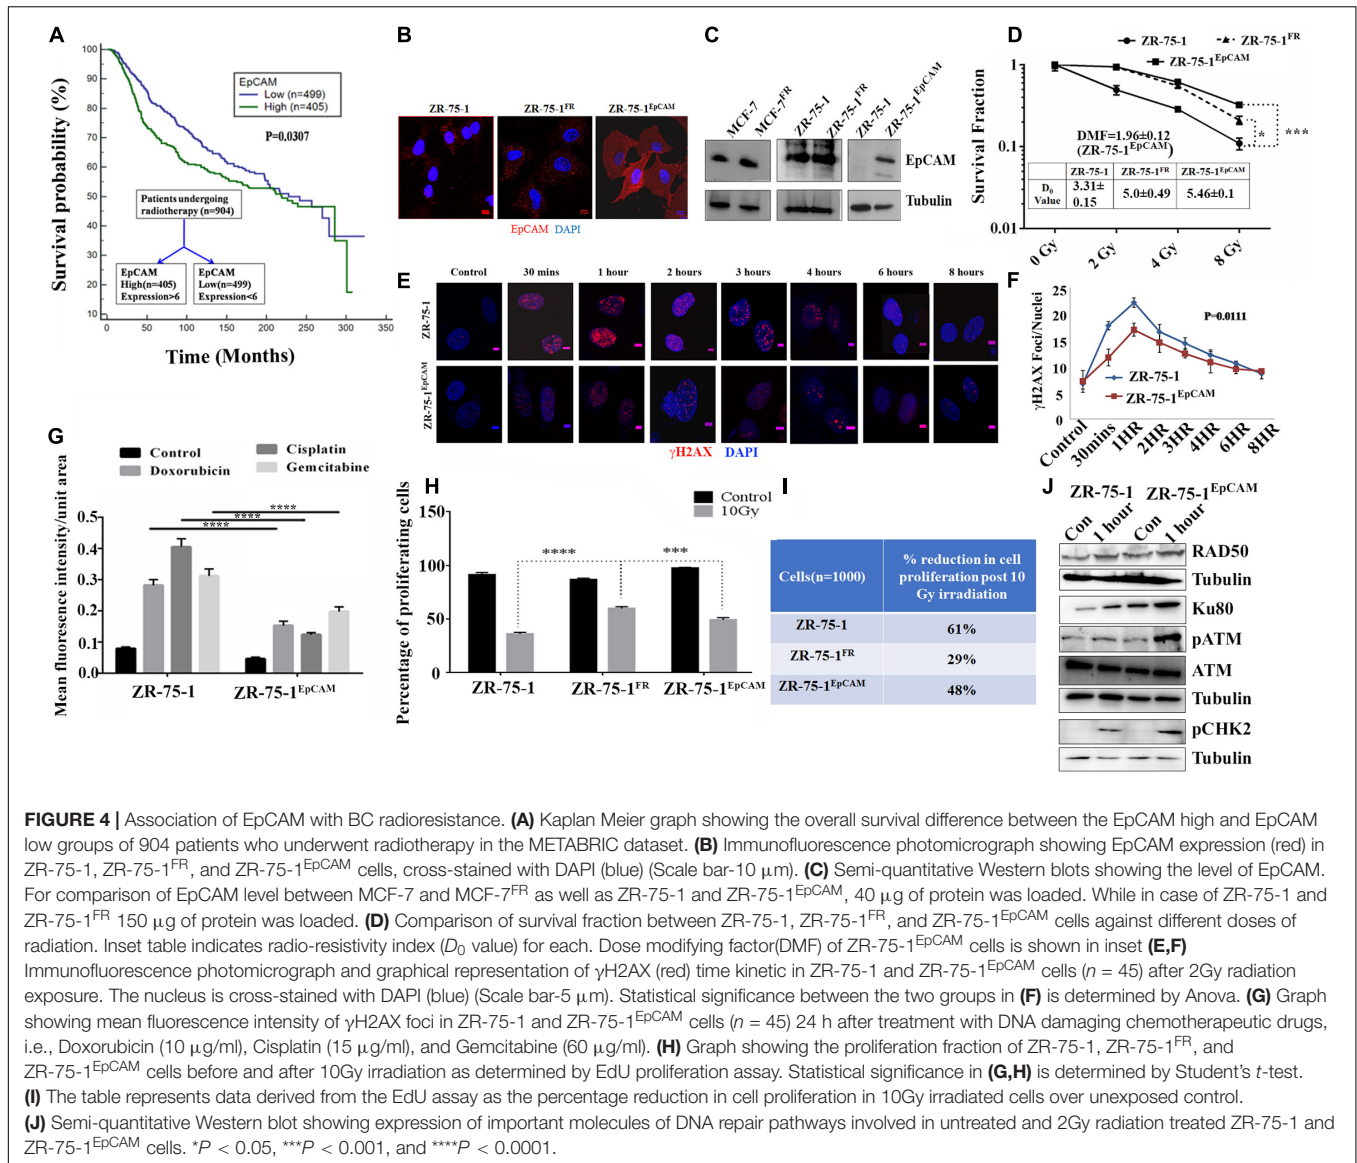 A
Survival probability (%)
100
90
80
70
60
50
40
30
20
10
EpCAM
Low (n=499)
High (n=405)
P=0.0307
Patients undergoing
radiotherapy (n=904)
EpCAM
High(n=405)
Expression>6
EpCAM
Low(n=499)
Expression<6
0 50 100 150 200 250 300 350
Time (Months)
B
ZR-75-1 ZR-75-1FR ZR-75-1EpCAM
EpCAM DAPI
C
MCF-7 MCF-7FR ZR-75-1 ZR-75-1FR ZR-75-1 ZR-75-1EpCAM
EpCAM
Tubulin
D
ZR-75-1 ZR-75-1FR
ZR-75-1EpCAM
Survival Fraction
1
0.1
0.01
* ***
DMF=1.96±0.12
(ZR-75-1EpCAM)
ZR-75-1 ZR-75-1FR ZR-75-1EpCAM
D0 Value 3.31±0.15 5.0±0.49 5.46±0.1
0 Gy 2 Gy 4 Gy 8 Gy
E
Control 30 mins 1 hour 2 hours 3 hours 4 hours 6 hours 8 hours
ZR-75-1
ZR-75-1EpCAM
γH2AX DAPI
F
γH2AX Foci/Nuclei
25
20
15
10
5
0
P=0.0111
ZR-75-1
ZR-75-1EpCAM
Control 30mins 1HR 2HR 3HR 4HR 6HR 8HR
G
Control Cisplatin
Doxorubicin Gemcitabine
Mean fluorescence intensity/unit area
0.5
0.4
0.3
0.2
0.1
0.0
****
****
****
ZR-75-1 ZR-75-1EpCAM
H
Control
10Gy
Percentage of proliferating cells
150
100
50
0
**** ***
ZR-75-1 ZR-75-1FR ZR-75-1EpCAM
I
Cells(n=1000) % reduction in cell proliferation post 10 Gy irradiation
ZR-75-1 61%
ZR-75-1FR 29%
ZR-75-1EpCAM 48%
J
ZR-75-1 ZR-75-1EpCAM
Con 1 hour Con 1 hour
RAD50
Tubulin
Ku80
pATM
ATM
Tubulin
pCHK2
Tubulin
FIGURE 4 | Association of EpCAM with BC radioresistance. (A) Kaplan Meier graph showing the overall survival difference between the EpCAM high and EpCAM
low groups of 904 patients who underwent radiotherapy in the METABRIC dataset. (B) Immunofluorescence photomicrograph showing EpCAM expression (red) in
ZR-75-1, ZR-75-1FR, and ZR-75-1EpCAM cells, cross-stained with DAPI (blue) (Scale bar-10 μm). (C) Semi-quantitative Western blots showing the level of EpCAM.
For comparison of EpCAM level between MCF-7 and MCF-7FR as well as ZR-75-1 and ZR-75-1EpCAM, 40 μg of protein was loaded. While in case of ZR-75-1 and
ZR-75-1FR 150 μg of protein was loaded. (D) Comparison of survival fraction between ZR-75-1, ZR-75-1FR, and ZR-75-1EpCAM cells against different doses of
radiation. Inset table indicates radio-resistivity index (D0 value) for each. Dose modifying factor(DMF) of ZR-75-1EpCAM cells is shown in inset (E,F)
Immunofluorescence photomicrograph and graphical representation of γH2AX (red) time kinetic in ZR-75-1 and ZR-75-1EpCAM cells (n = 45) after 2Gy radiation
exposure. The nucleus is cross-stained with DAPI (blue) (Scale bar-5 μm). Statistical significance between the two groups in (F) is determined by Anova. (G) Graph
showing mean fluorescence intensity of γH2AX foci in ZR-75-1 and ZR-75-1EpCAM cells (n = 45) 24 h after treatment with DNA damaging chemotherapeutic drugs,
i.e., Doxorubicin (10 μg/ml), Cisplatin (15 μg/ml), and Gemcitabine (60 μg/ml). (H) Graph showing the proliferation fraction of ZR-75-1, ZR-75-1FR, and
ZR-75-1EpCAM cells before and after 10Gy irradiation as determined by EdU proliferation assay. Statistical significance in (G,H) is determined by Student's t-test.
(I) The table represents data derived from the EdU assay as the percentage reduction in cell proliferation in 10Gy irradiated cells over unexposed control.
(J) Semi-quantitative Western blot showing expression of important molecules of DNA repair pathways involved in untreated and 2Gy radiation treated ZR-75-1 and
ZR-75-1EpCAM cells. *P < 0.05, ***P < 0.001, and ****P < 0.0001.